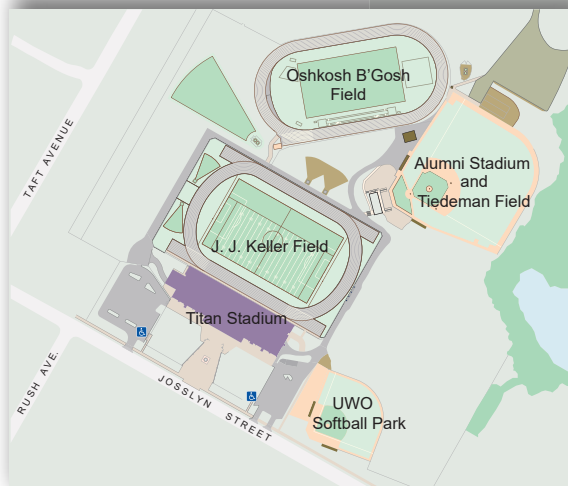 Oshkosh B'Gosh
Field
TAFT AVENUE
Alumni Stadium
and
Tiedeman Field
J. J. Keller Field
Titan Stadium
RUSH AVE.
JOSSLYN STREET
UWO
Softball Park